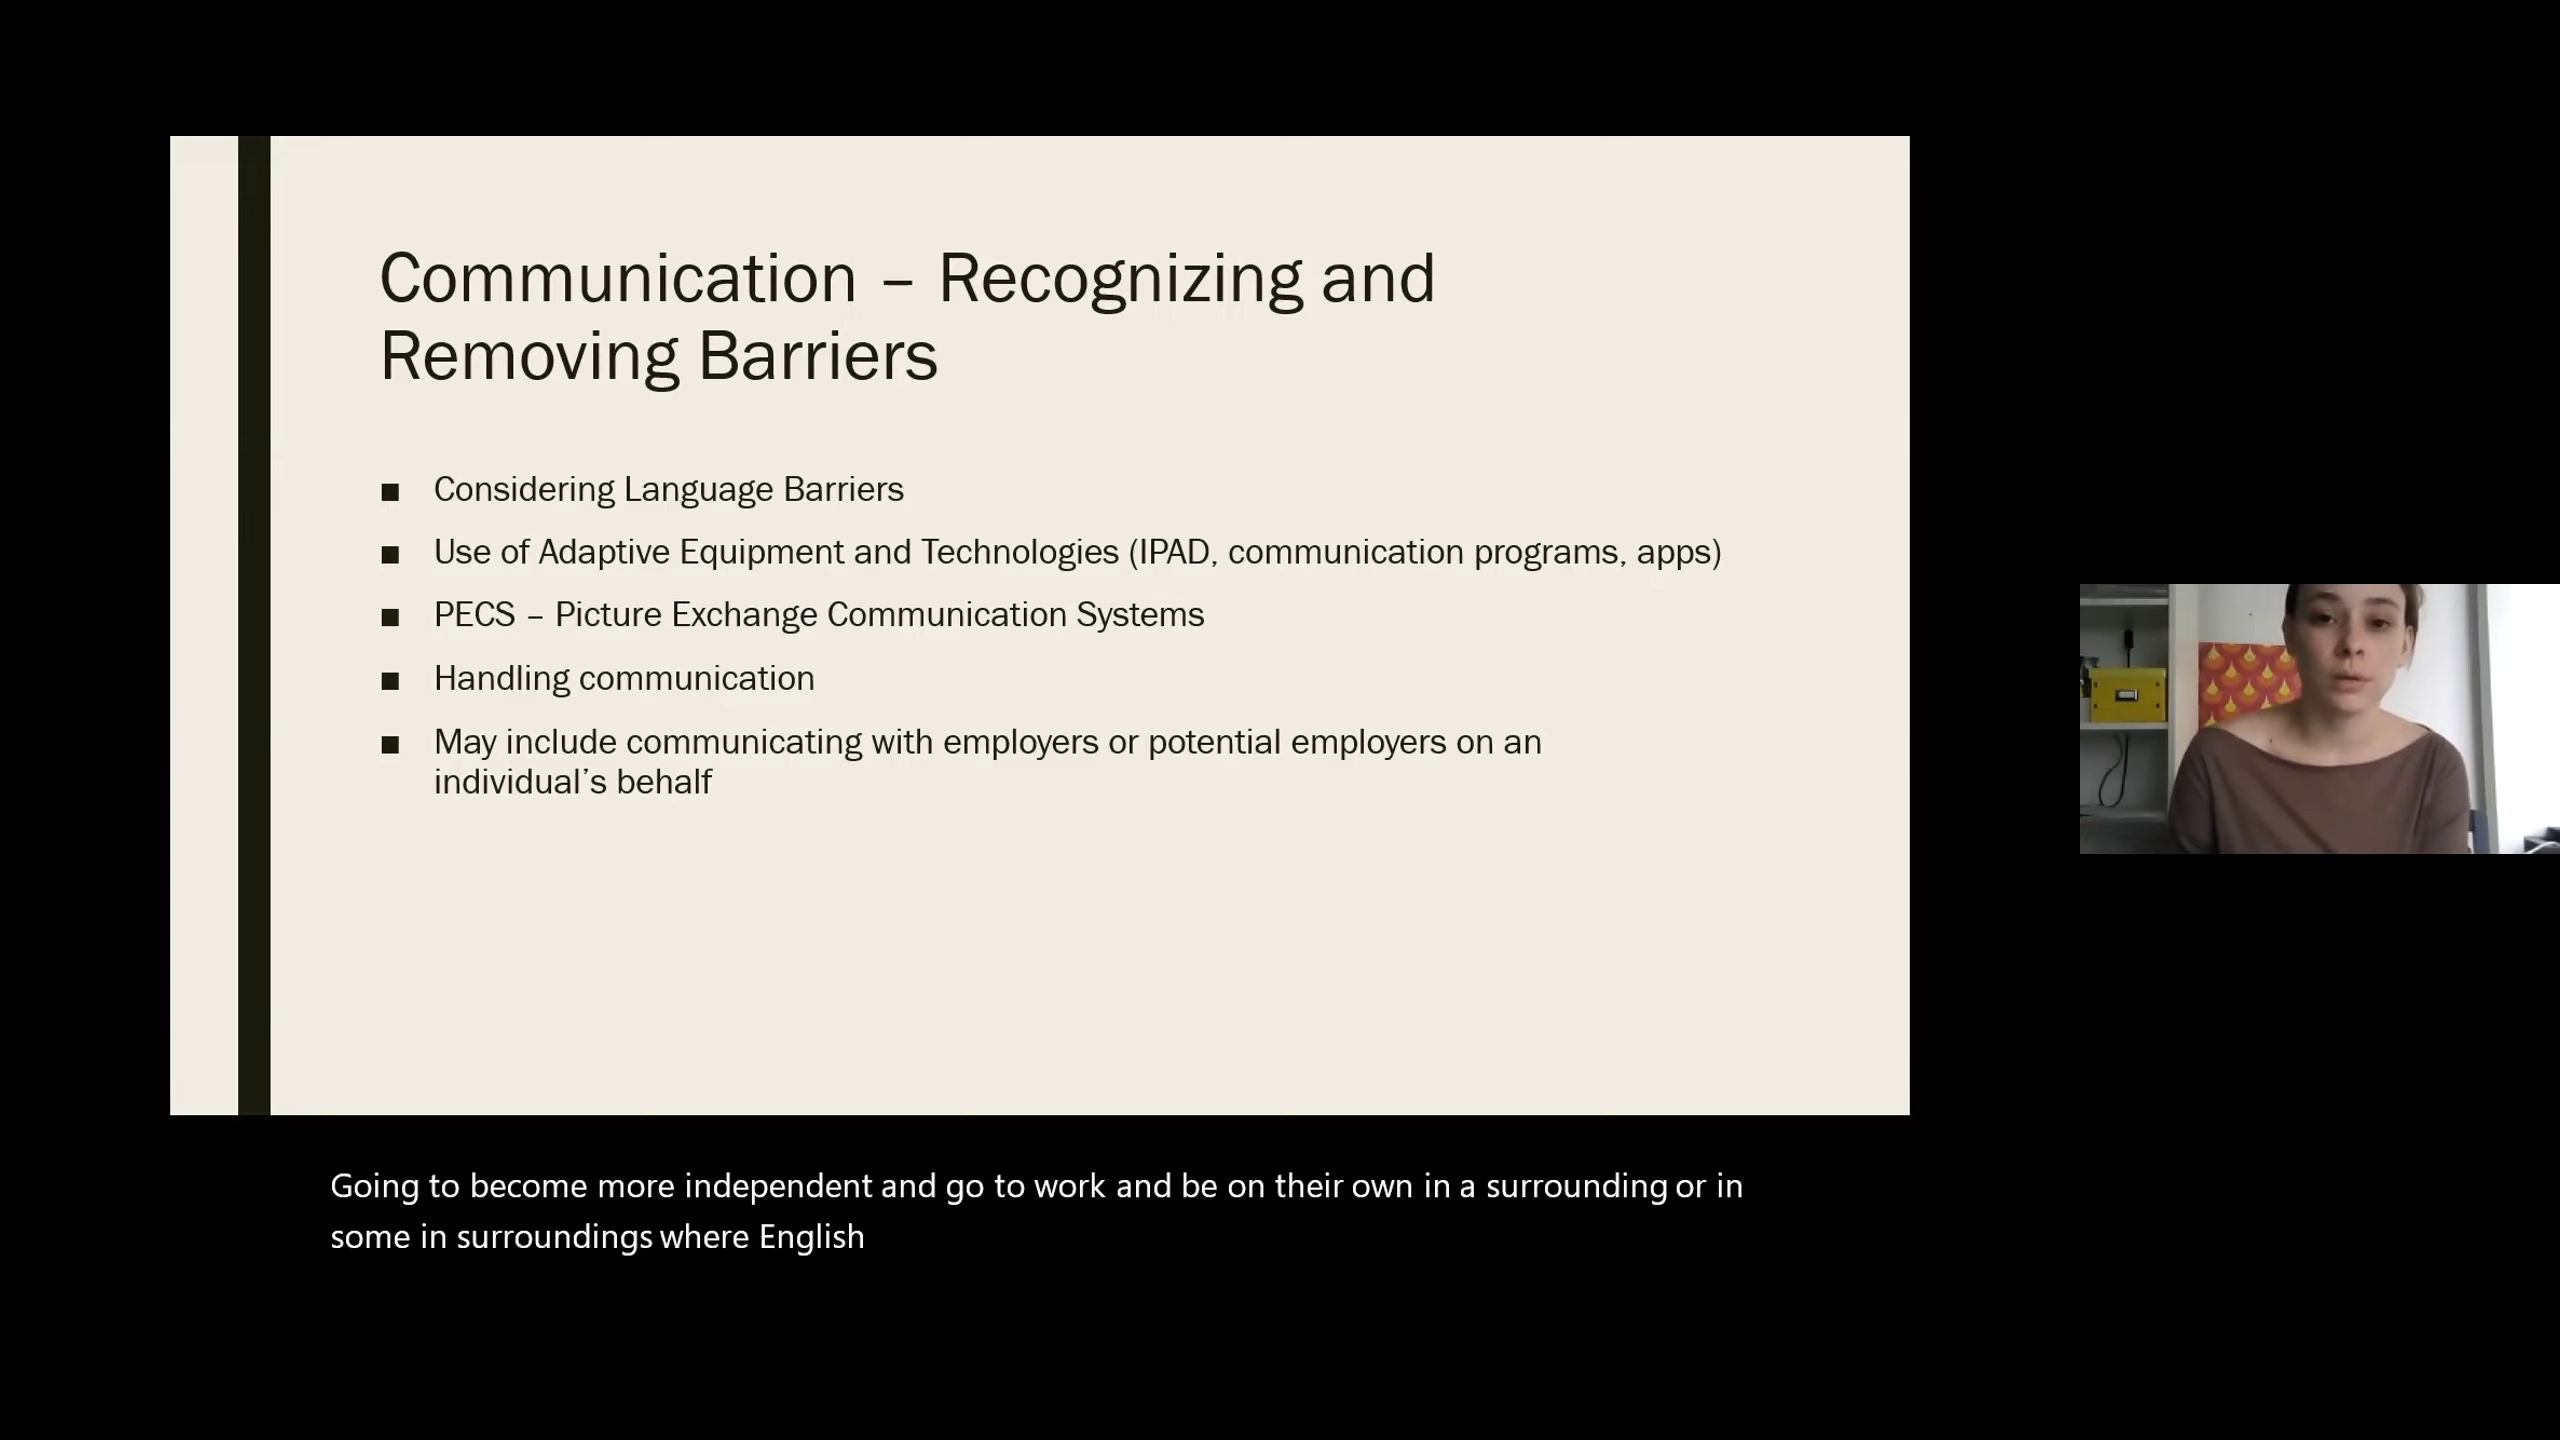 Communication – Recognizing and
Removing Barriers
■ Considering Language Barriers
■ Use of Adaptive Equipment and Technologies (IPAD, communication programs, apps)
■ PECS – Picture Exchange Communication Systems
■ Handling communication
■ May include communicating with employers or potential employers on an
individual’s behalf
Going to become more independent and go to work and be on their own in a surrounding or in
some in surroundings where English